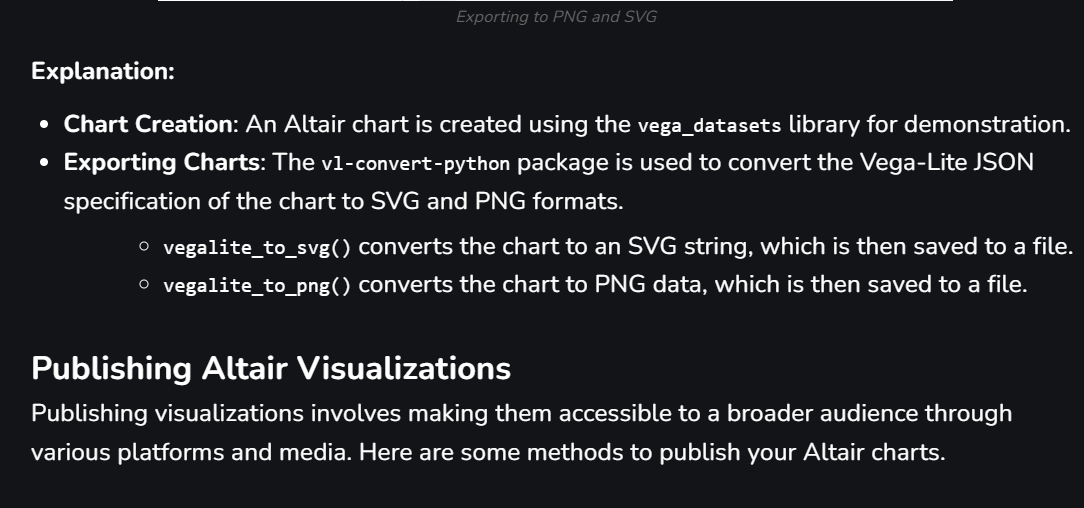 Exporting to PNG and SVG
Explanation:
• Chart Creation: An Altair chart is created using the vega_datasets library for demonstration.
• Exporting Charts: The vl-convert-python package is used to convert the Vega-Lite JSON
specification of the chart to SVG and PNG formats.
○ vegalite_to_svg() converts the chart to an SVG string, which is then saved to a file.
○ vegalite_to_png() converts the chart to PNG data, which is then saved to a file.
Publishing Altair Visualizations
Publishing visualizations involves making them accessible to a broader audience through
various platforms and media. Here are some methods to publish your Altair charts.